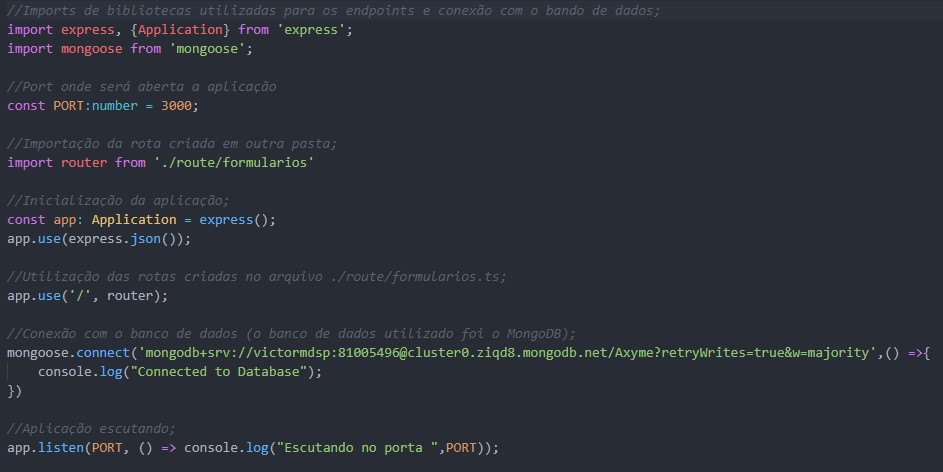 //Imports de bibliotecas utilizadas para os endpoints e conexão com o bando de dados;
import express, {Application} from 'express';
import mongoose from 'mongoose';
//Port onde será aberta a aplicação
const PORT:number = 3000;
//Importação da rota criada em outra pasta;
import router from './route/formularios'
//Inicialização da aplicação;
const app: Application = express();
app.use(express.json());
//Utilização das rotas criadas no arquivo ./route/formularios.ts;
app.use('/', router);
//Conexão com o banco de dados (o banco de dados utilizado foi o MongoDB);
mongoose.connect('mongodb+srv://victormdsp:81005496@cluster0.ziqd8.mongodb.net/Axyme?retryWrites=true&w=majority',() =>{
    console.log("Connected to Database");
})
//Aplicação escutando;
app.listen(PORT, () => console.log("Escutando no porta ",PORT));